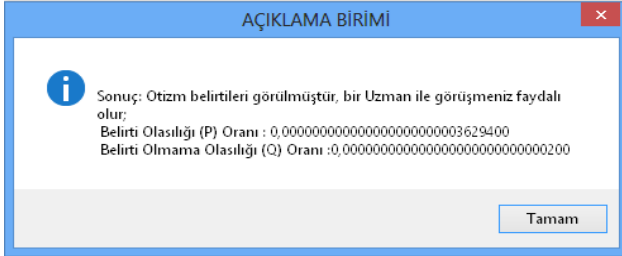 AÇIKLAMA BİRİMİ
Sonuç: Otizm belirtileri görülmüştür, bir Uzman ile görüşmeniz faydalı
olur;
Belirti Olasılığı (P) Oranı : 0,0000000000000000000000003629400
Belirti Olmama Olasılığı (Q) Oranı :0,0000000000000000000000000000200
Tamam